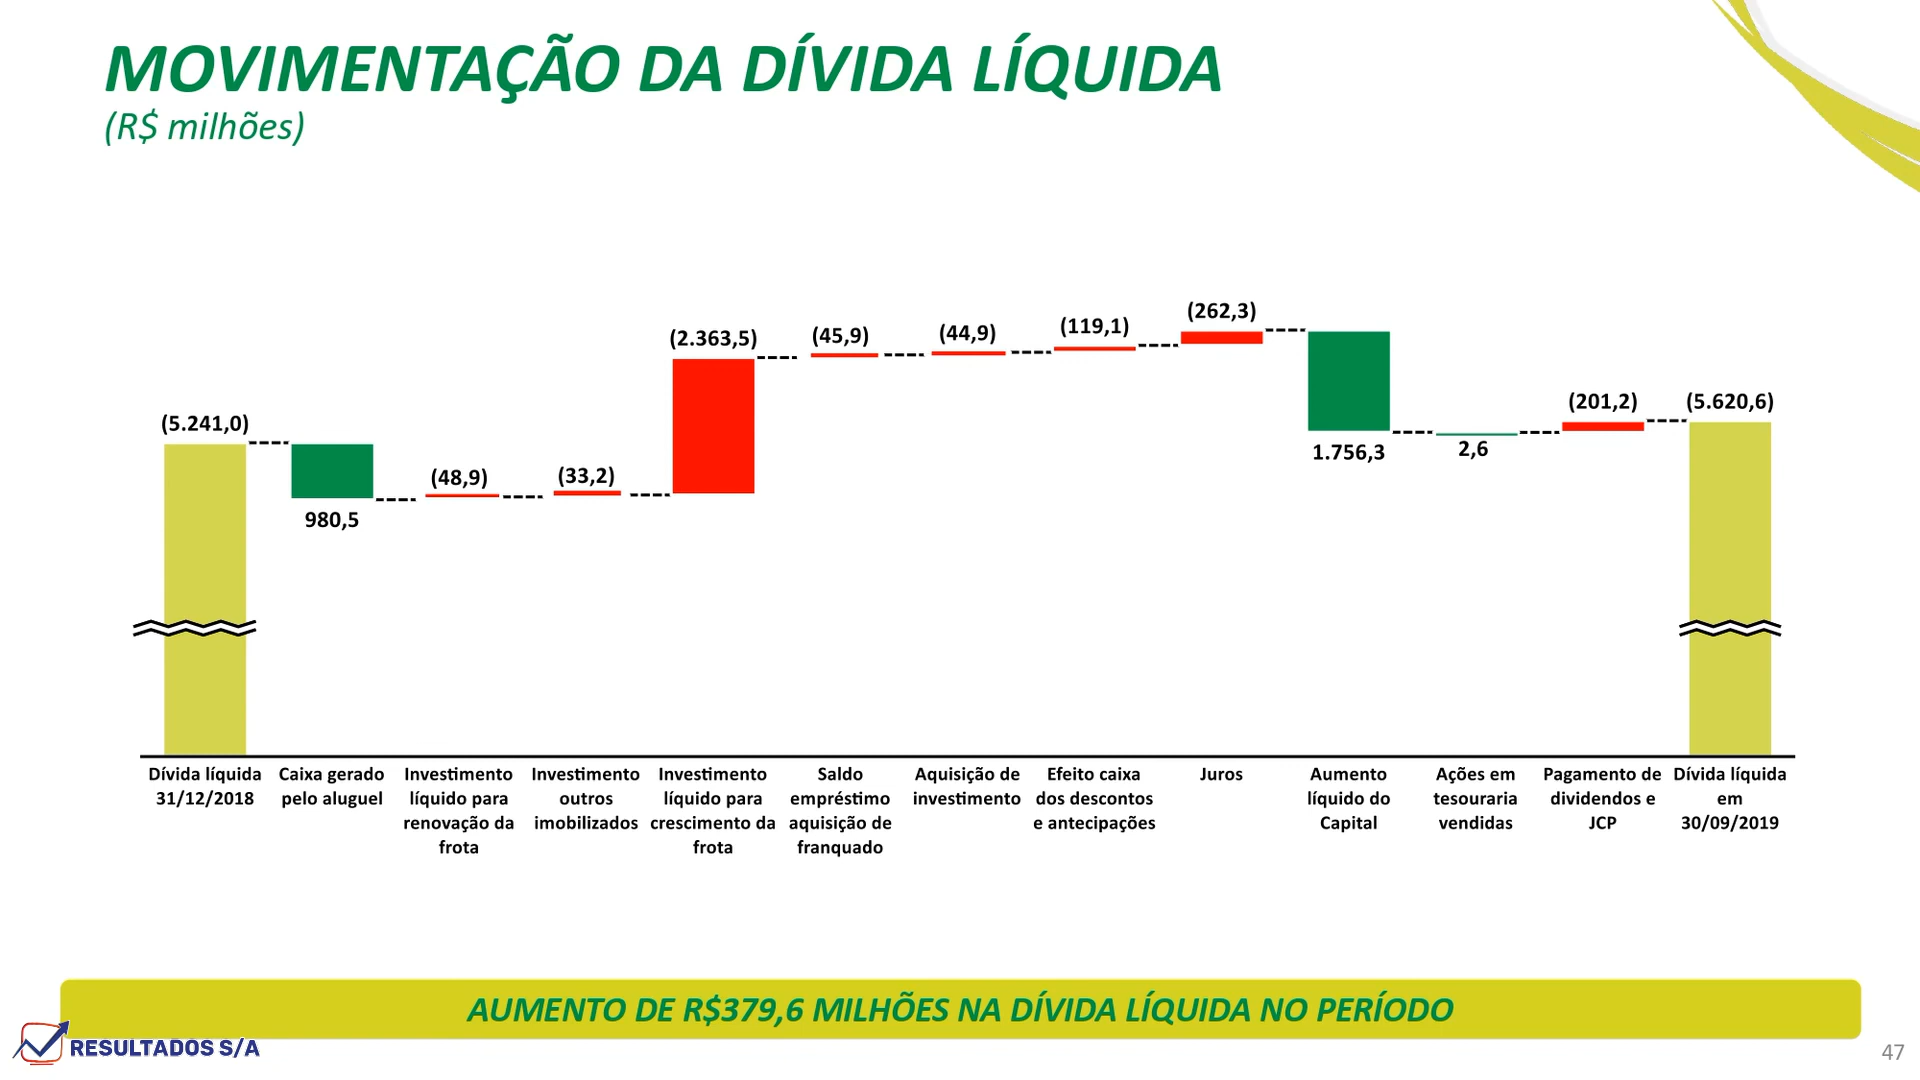 MOVIMENTAÇÃO DA DÍVIDA LÍQUIDA
(R$ milhões)
(5.241,0)
980,5
(48,9)
(33,2)
(2.363,5)
(45,9)
(44,9)
(119,1)
(262,3)
1.756,3
2,6
(201,2)
(5.620,6)
Dívida líquida
31/12/2018
Caixa gerado
pelo aluguel
Investimento
líquido para
renovação da
frota
Investimento
outros
imobilizados
Investimento
líquido para
crescimento da
frota
Saldo
empréstimo
aquisição de
franquado
Aquisição de
investimento
Efeito caixa
dos descontos
e antecipações
Juros
Aumento
líquido do
Capital
Ações em
tesouraria
vendidas
Pagamento de
dividendos e
JCP
Dívida líquida
em
30/09/2019
AUMENTO DE R$379,6 MILHÕES NA DÍVIDA LÍQUIDA NO PERÍODO
RESULTADOS S/A
47